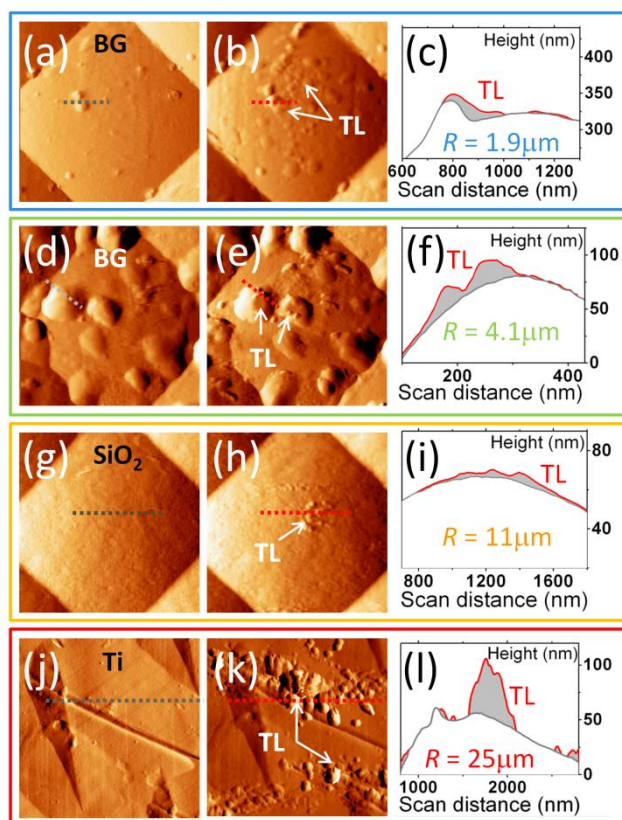 (a) BG
(b)
TL
(c)
Height (nm)
400
350
300
TL
R = 1.9μm
600 800 1000 1200
Scan distance (nm)
(d) BG
(e)
TL
(f)
Height (nm)
100
50
0
TL
R = 4.1μm
200 400
Scan distance (nm)
(g) SiO₂
(h)
TL
(i)
Height (nm)
80
60
40
TL
R = 11μm
800 1200 1600
Scan distance (nm)
(j) Ti
(k)
TL
(l)
Height (nm)
100
50
0
TL
R = 25μm
1000 2000
Scan distance (nm)